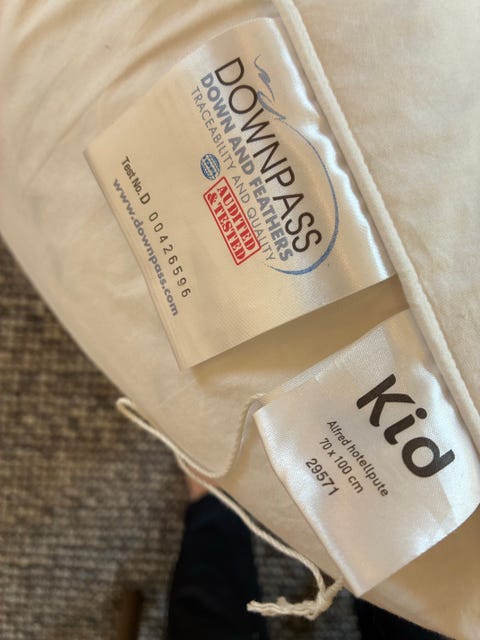 DOWNPASS
DOWN AND FEATHERS
TRACEABILITY AND QUALITY
AUDITED
& TESTED
Test No. D 00426596
www.downpass.com
Kid
Alfred hotellpute
70 x 100 cm
29571